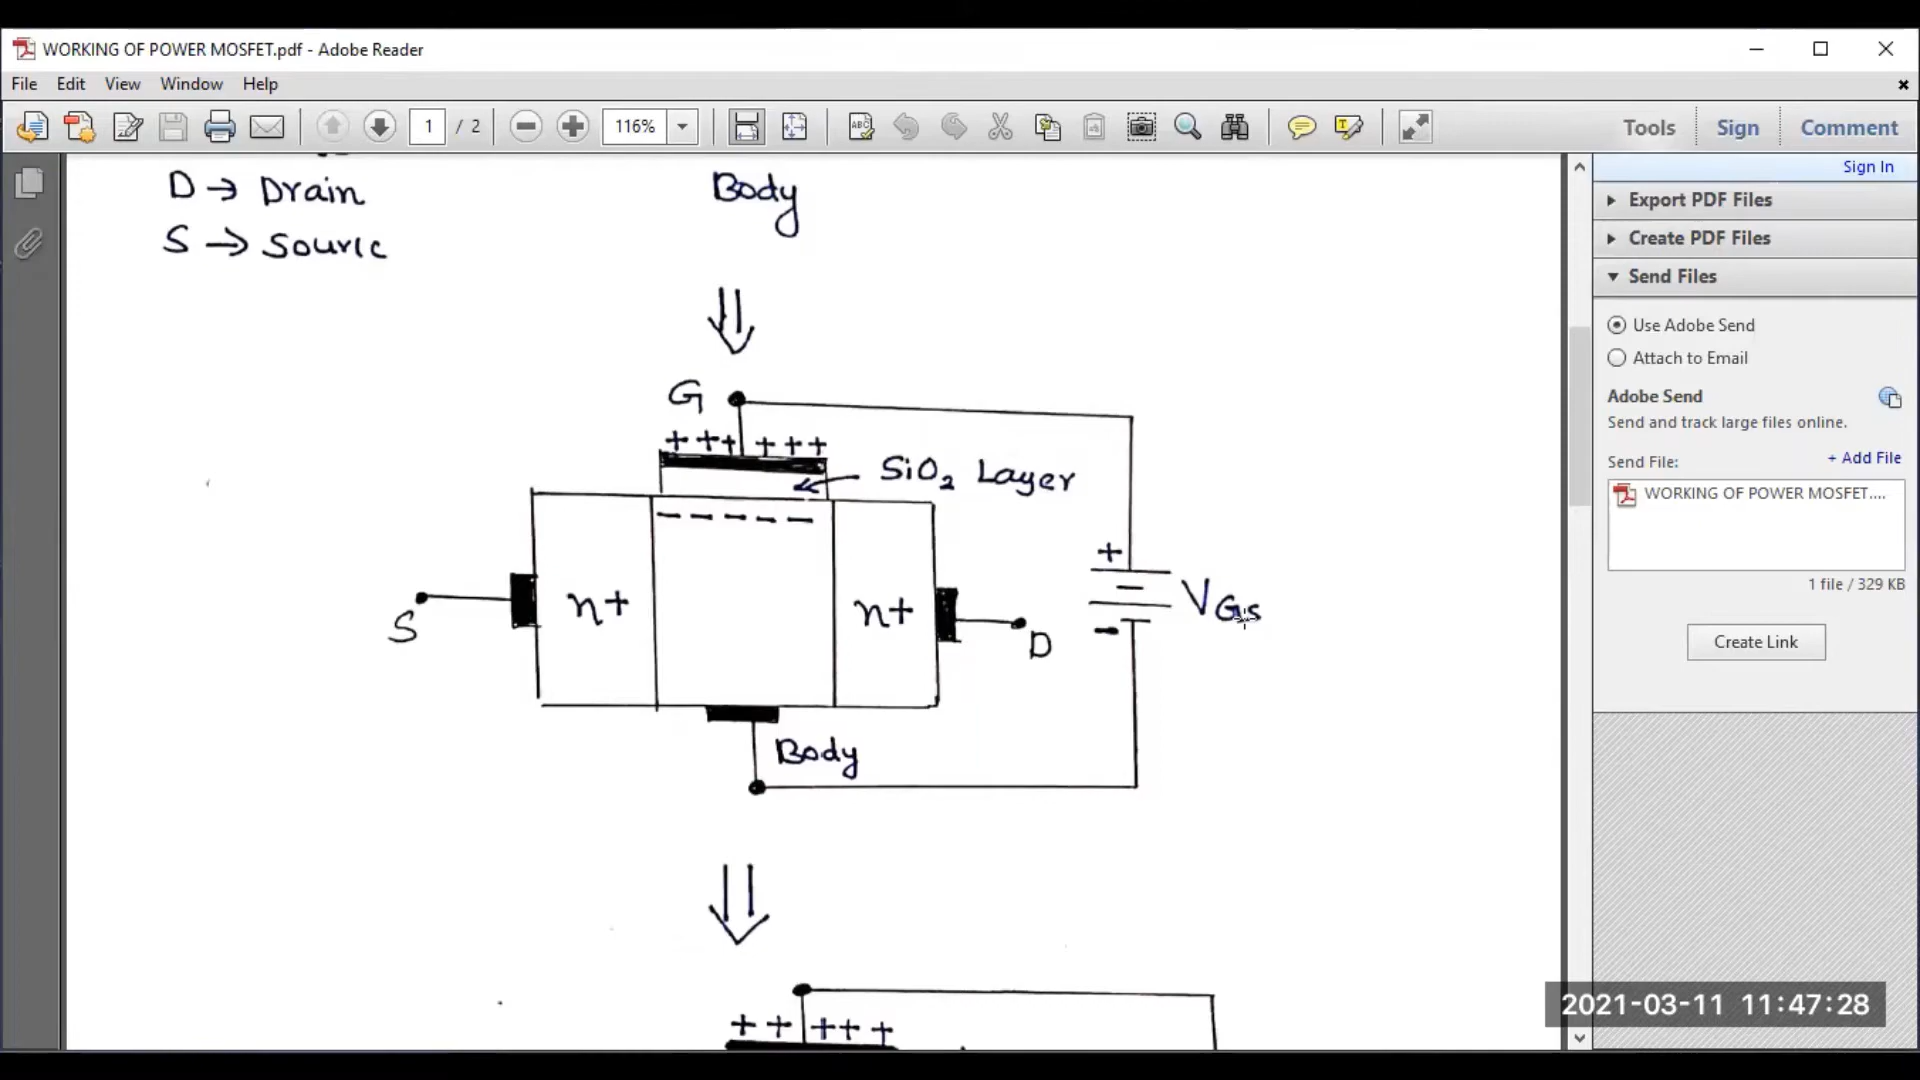 WORKING OF POWER MOSFET.pdf - Adobe Reader
File Edit View Window Help
1 / 2 116% Tools Sign Comment
Sign In
D → Drain
S → Sourc
Body
Export PDF Files
Create PDF Files
Send Files
Use Adobe Send
Attach to Email
Adobe Send
Send and track large files online.
Send File: + Add File
WORKING OF POWER MOSFET....
1 file / 329 KB
Create Link
G
+ + + + + +
SiO₂ Layer
- - - - -
+
S n+ n+ D VGS
-
Body
+ + + + +
2021-03-11 11:47:28